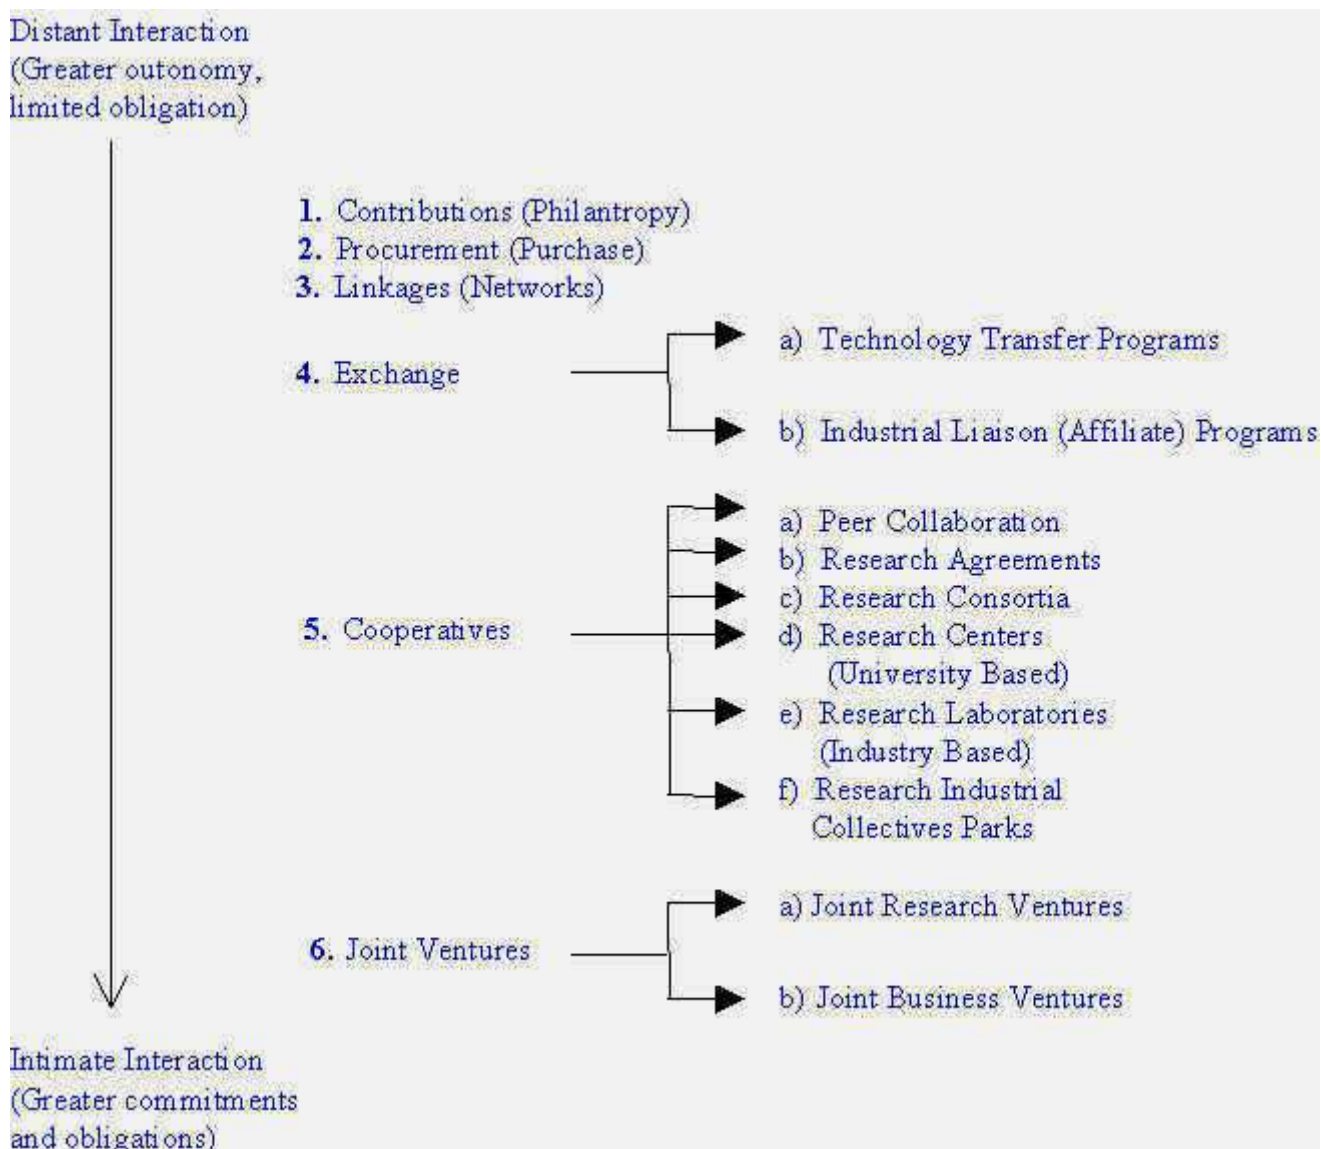 Distant Interaction
(Greater outonomy,
limited obligation)
1. Contributions (Philantropy)
2. Procurement (Purchase)
3. Linkages (Networks)
4. Exchange
a) Technology Transfer Programs
b) Industrial Liaison (Affiliate) Programs
5. Cooperatives
a) Peer Collaboration
b) Research Agreements
c) Research Consortia
d) Research Centers
(University Based)
e) Research Laboratories
(Industry Based)
f) Research Industrial
Collectives Parks
6. Joint Ventures
a) Joint Research Ventures
b) Joint Business Ventures
Intimate Interaction
(Greater commitments
and obligations)